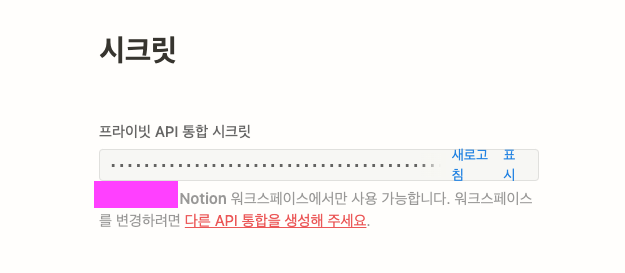 시크릿
프라이빗 API 통합 시크릿
새로고침 표시
Notion 워크스페이스에서만 사용 가능합니다. 워크스페이스
를 변경하려면 다른 API 통합을 생성해 주세요.